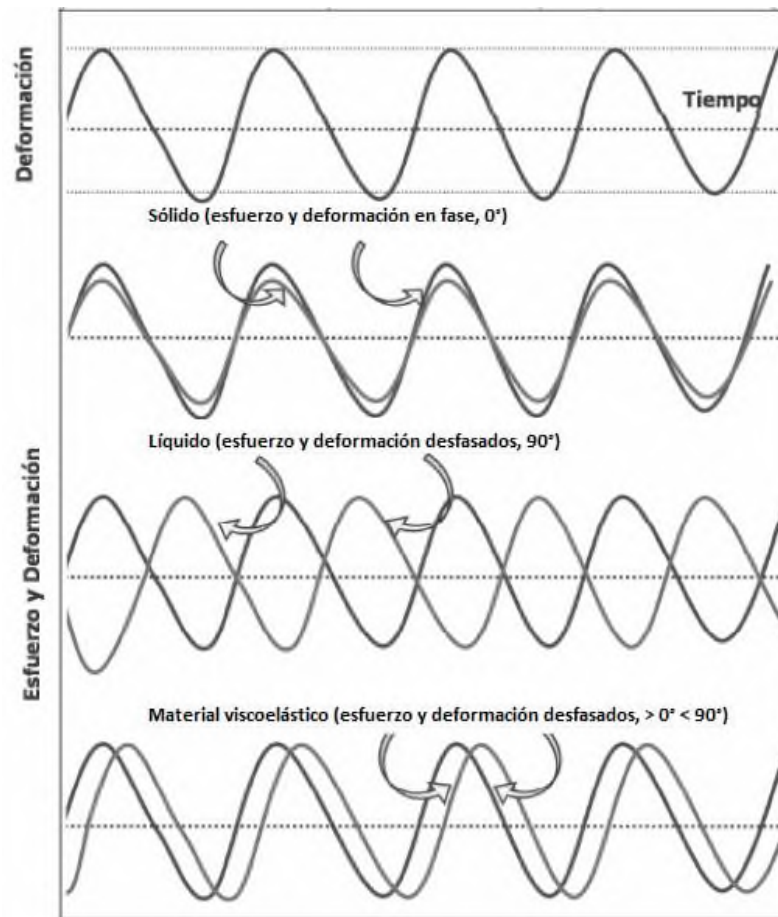 Deformación
Tiempo
Sólido (esfuerzo y deformación en fase, 0°)
Líquido (esfuerzo y deformación desfasados, 90°)
Esfuerzo y Deformación
Material viscoelástico (esfuerzo y deformación desfasados, > 0° < 90°)